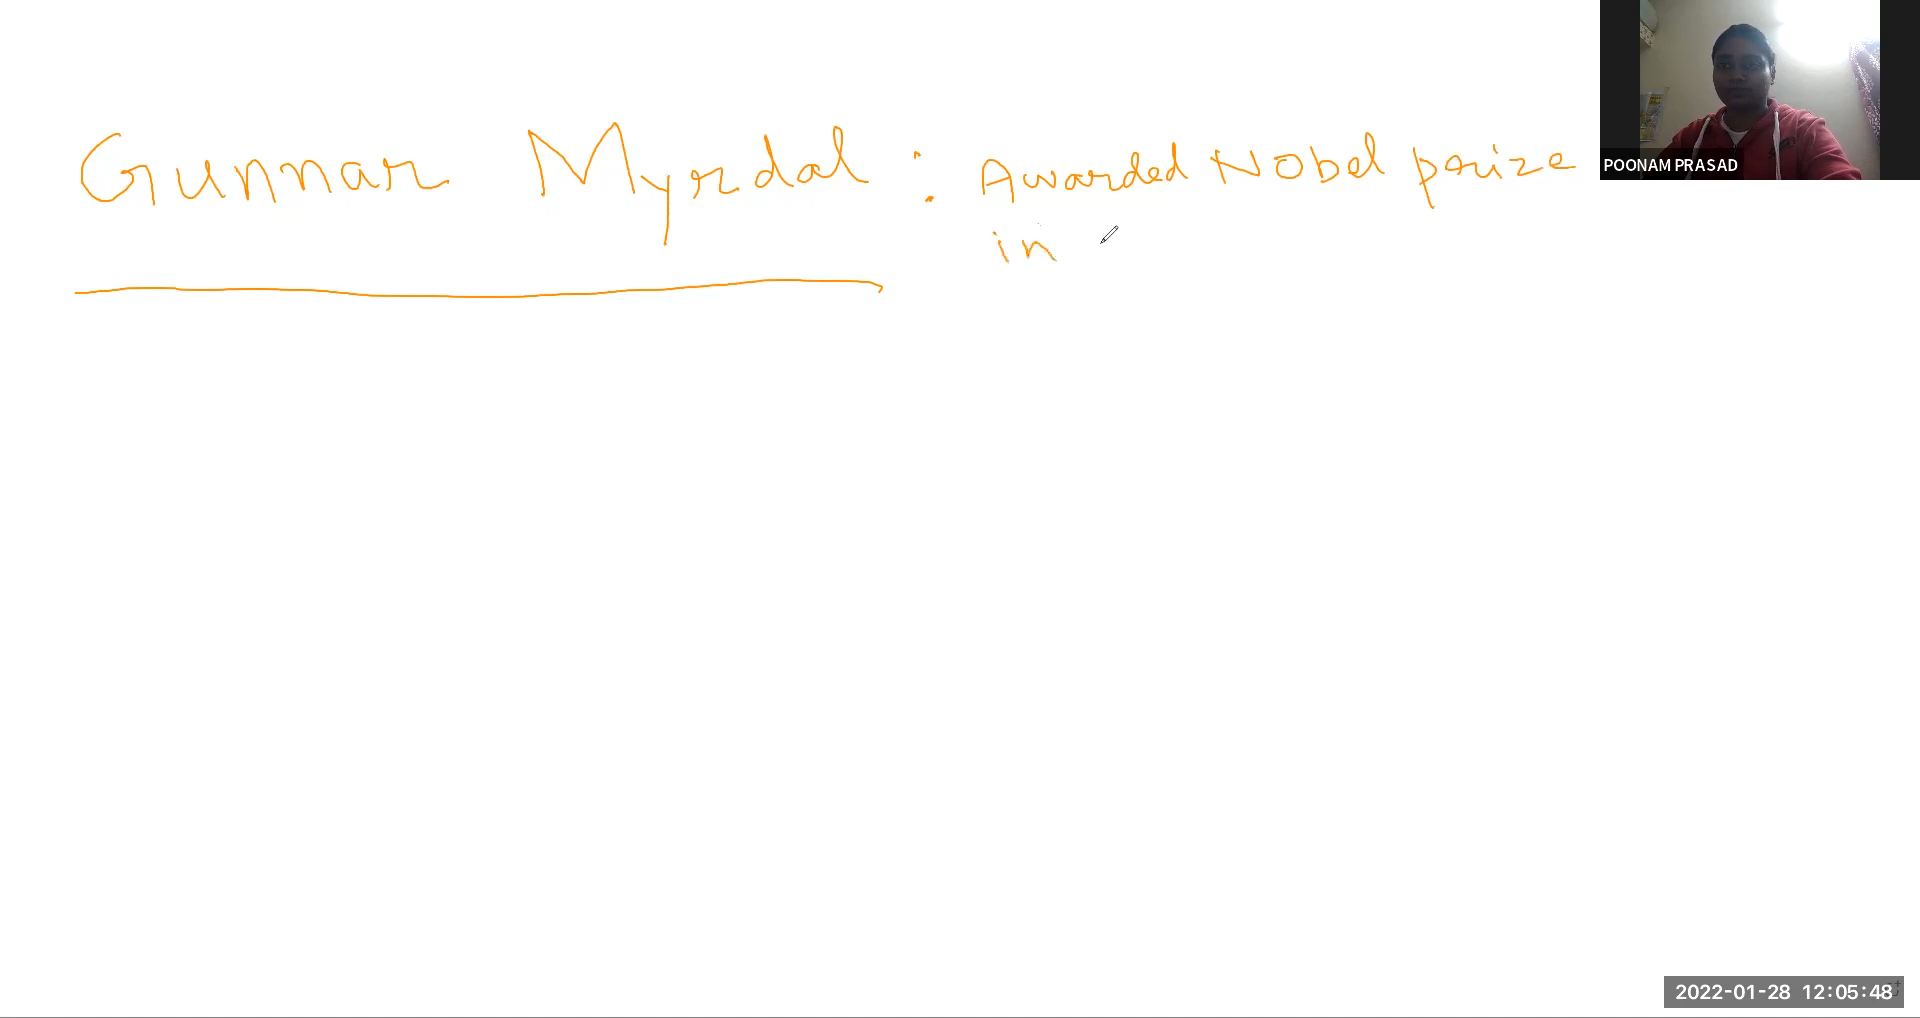 Gunnar Myrdal : Awarded Nobel prize
in
POONAM PRASAD
2022-01-28 12:05:48